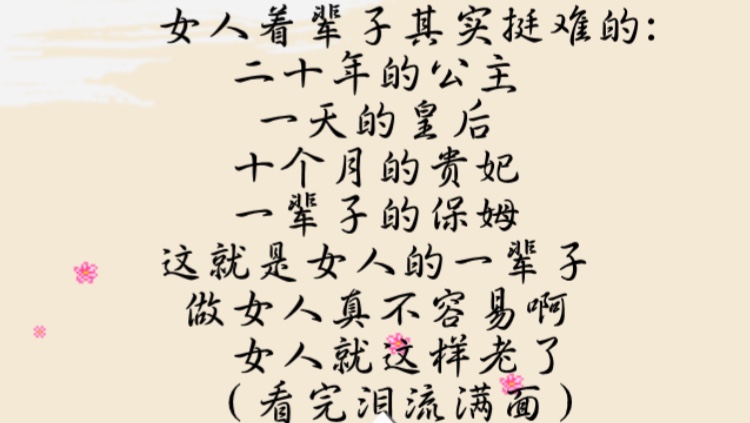 女人着辈子其实挺难的:
二十年的公主
一天的皇后
十个月的贵妃
一辈子的保姆
这就是女人的一辈子
做女人真不容易啊
女人就这样老了
（看完泪流满面）